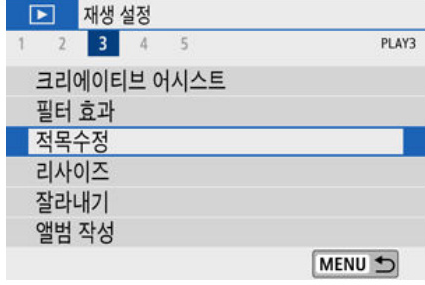 재생 설정
1 2 3 4 5 PLAY3
크리에이티브 어시스트
필터 효과
적목수정
리사이즈
잘라내기
앨범 작성
MENU